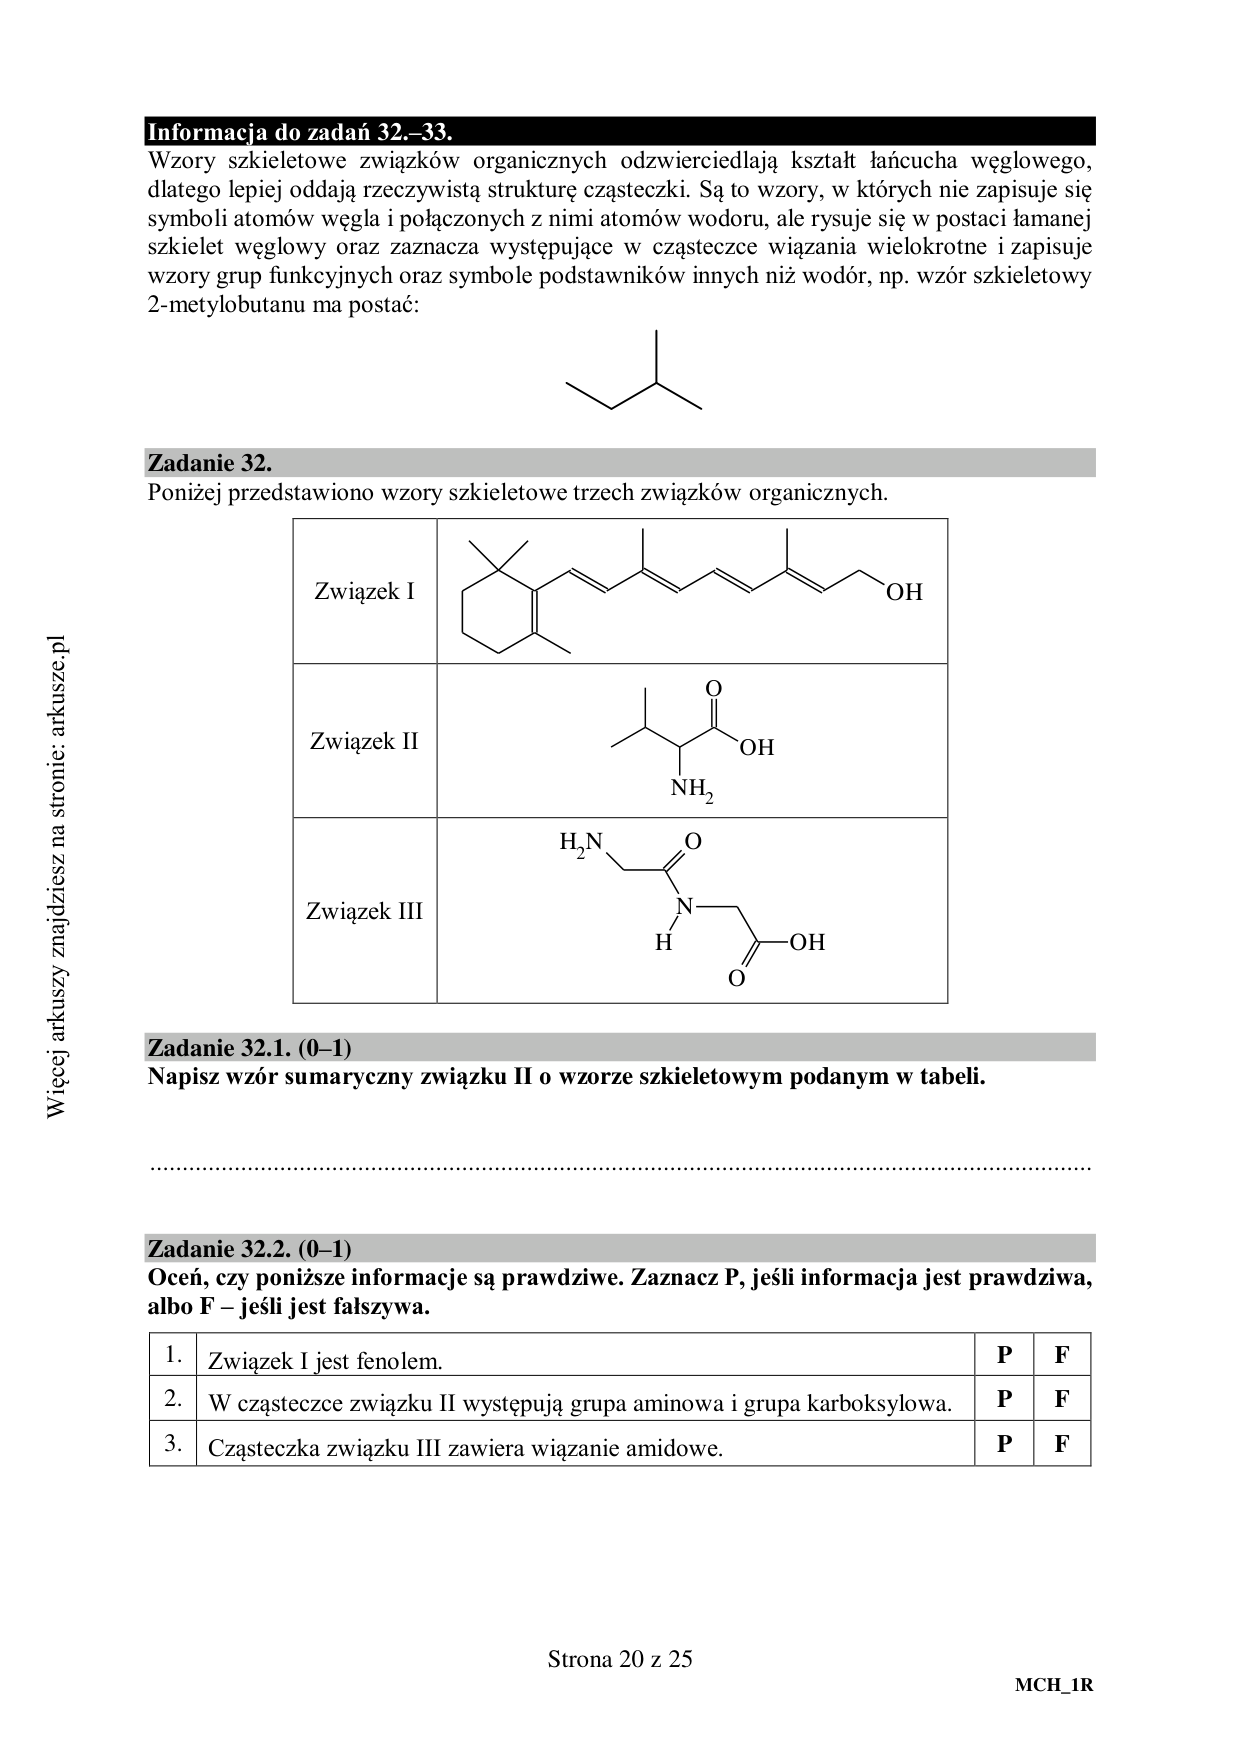 Informacja do zadań 32.–33.
Wzory szkieletowe związków organicznych odzwierciedlają kształt łańcucha węglowego,
dlatego lepiej oddają rzeczywistą strukturę cząsteczki. Są to wzory, w których nie zapisuje się
symboli atomów węgla i połączonych z nimi atomów wodoru, ale rysuje się w postaci łamanej
szkielet węglowy oraz zaznacza występujące w cząsteczce wiązania wielokrotne i zapisuje
wzory grup funkcyjnych oraz symbole podstawników innych niż wodór, np. wzór szkieletowy
2-metylobutanu ma postać:
Zadanie 32.
Poniżej przedstawiono wzory szkieletowe trzech związków organicznych.
Związek I
OH
Związek II
O
OH
NH2
Związek III
H2N
O
N
H
OH
O
Zadanie 32.1. (0–1)
Napisz wzór sumaryczny związku II o wzorze szkieletowym podanym w tabeli.
................................................................................................................................................
Zadanie 32.2. (0–1)
Oceń, czy poniższe informacje są prawdziwe. Zaznacz P, jeśli informacja jest prawdziwa,
albo F – jeśli jest fałszywa.
1. Związek I jest fenolem. P F
2. W cząsteczce związku II występują grupa aminowa i grupa karboksylowa. P F
3. Cząsteczka związku III zawiera wiązanie amidowe. P F
Strona 20 z 25
MCH_1R
Więcej arkuszy znajdziesz na stronie: arkusze.pl